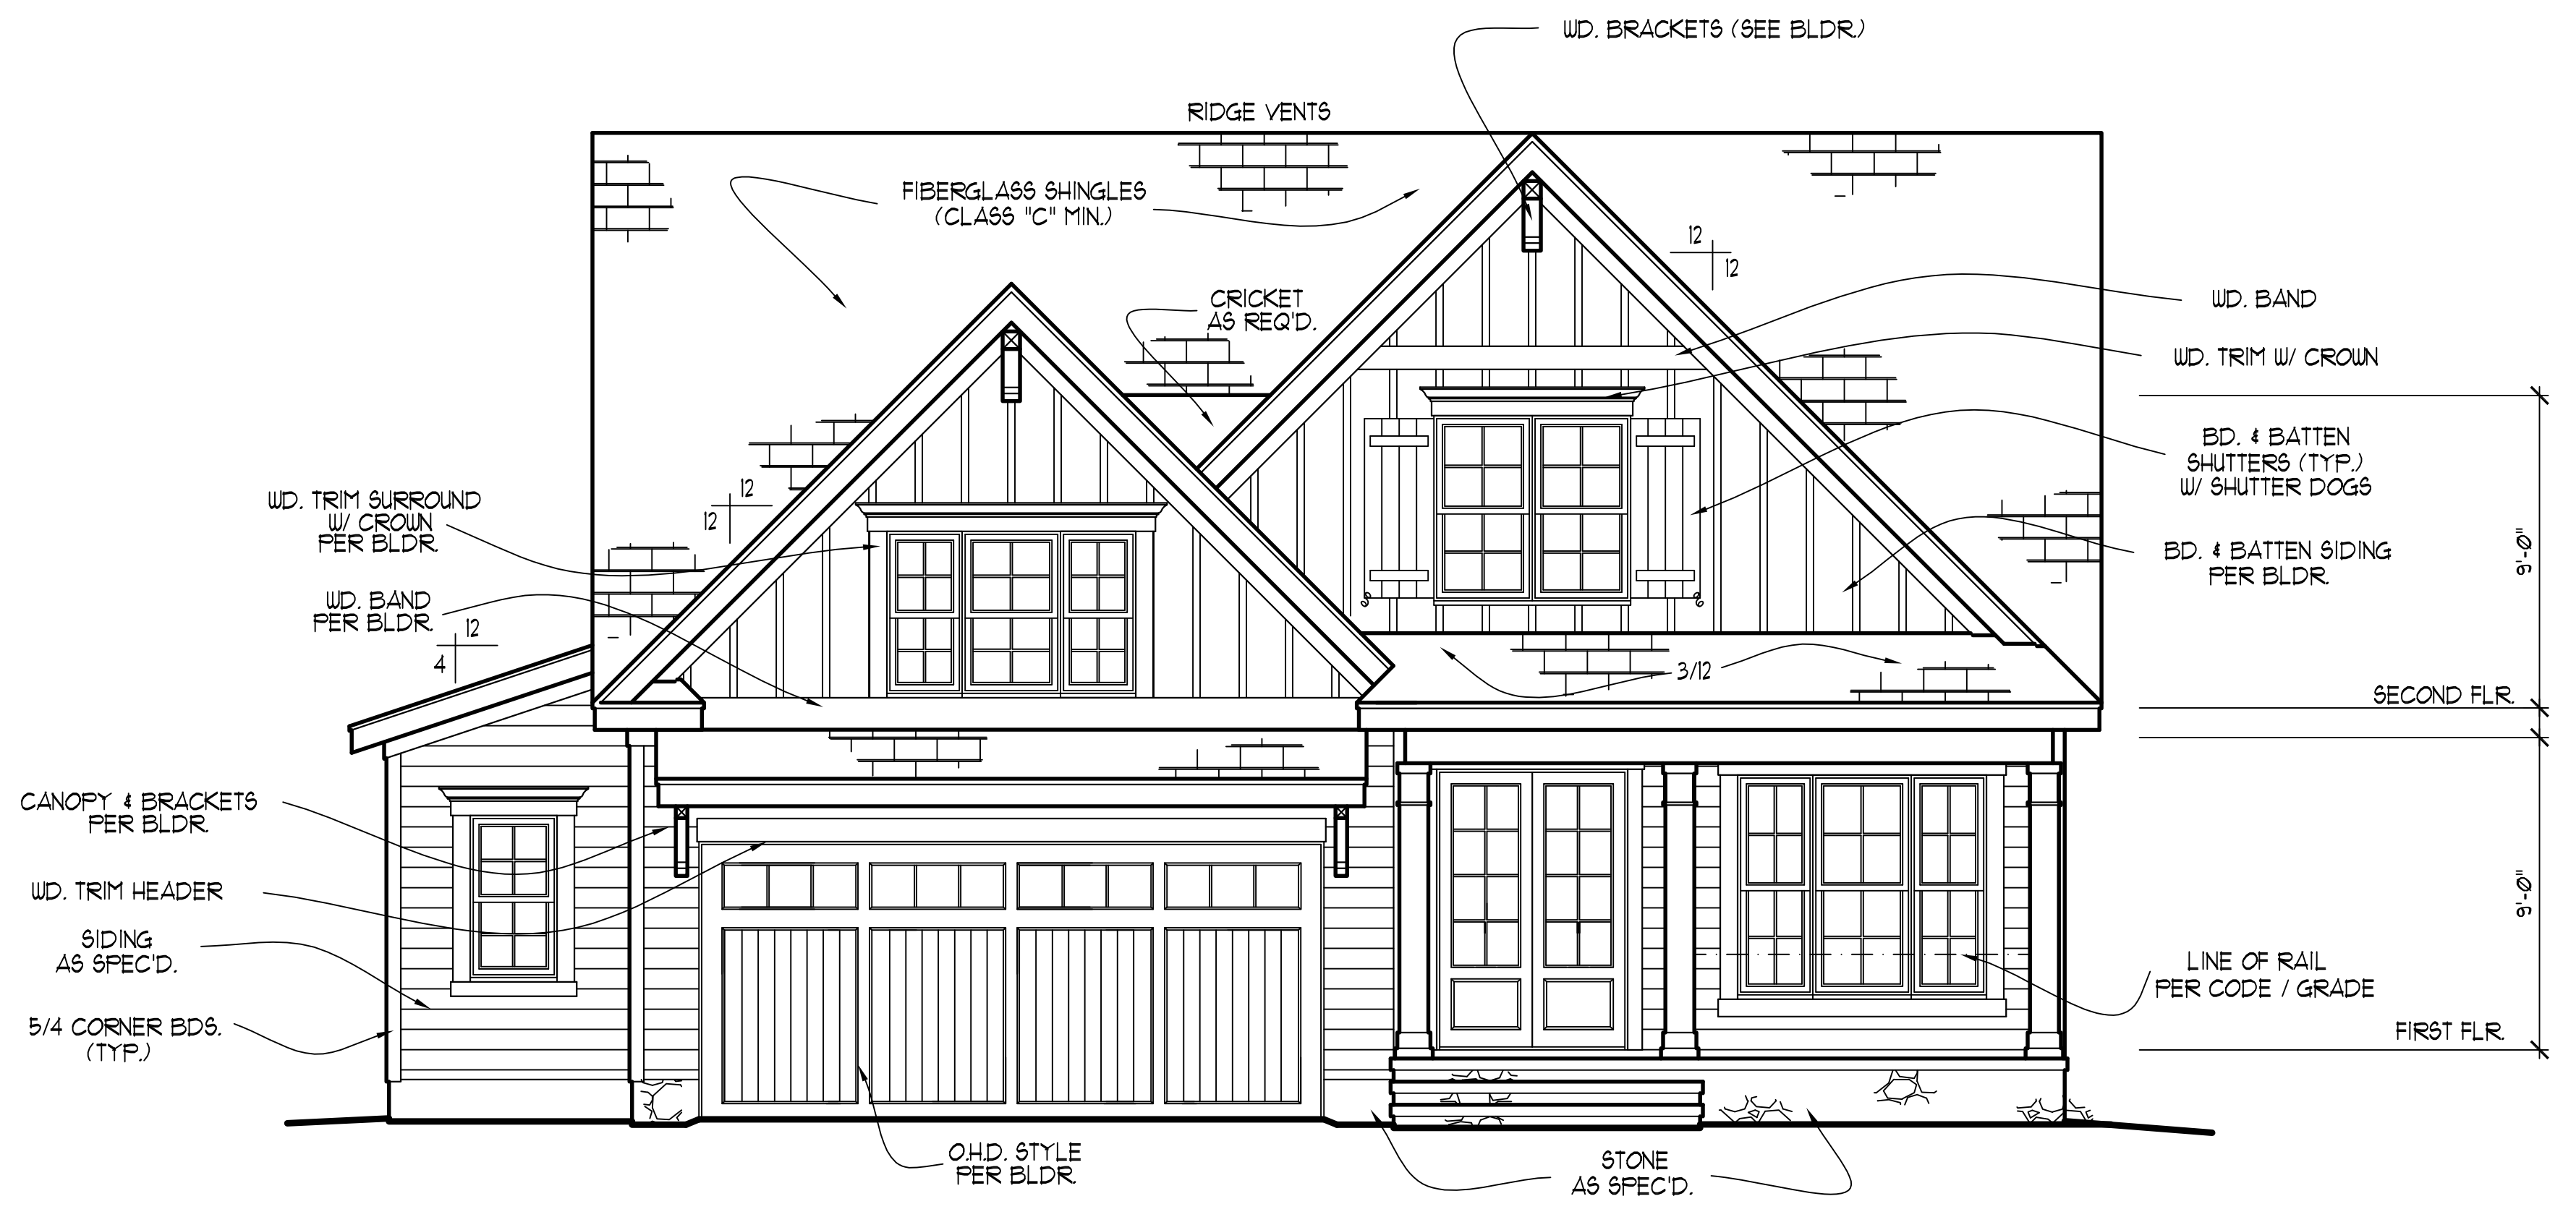 WD. BRACKETS (SEE BLDR.)
RIDGE VENTS
FIBERGLASS SHINGLES
(CLASS "C" MIN.)
12
12
CRICKET
AS REQ'D.
WD. BAND
WD. TRIM W/ CROWN
BD. & BATTEN
SHUTTERS (TYP.)
W/ SHUTTER DOGS
12
12
WD. TRIM SURROUND
W/ CROWN
PER BLDR.
BD. & BATTEN SIDING
PER BLDR.
9'-0"
WD. BAND
PER BLDR.
12
4
3/12
SECOND FLR.
CANOPY & BRACKETS
PER BLDR.
WD. TRIM HEADER
9'-0"
SIDING
AS SPEC'D.
LINE OF RAIL
PER CODE / GRADE
5/4 CORNER BDS.
(TYP.)
FIRST FLR.
O.H.D. STYLE
PER BLDR.
STONE
AS SPEC'D.